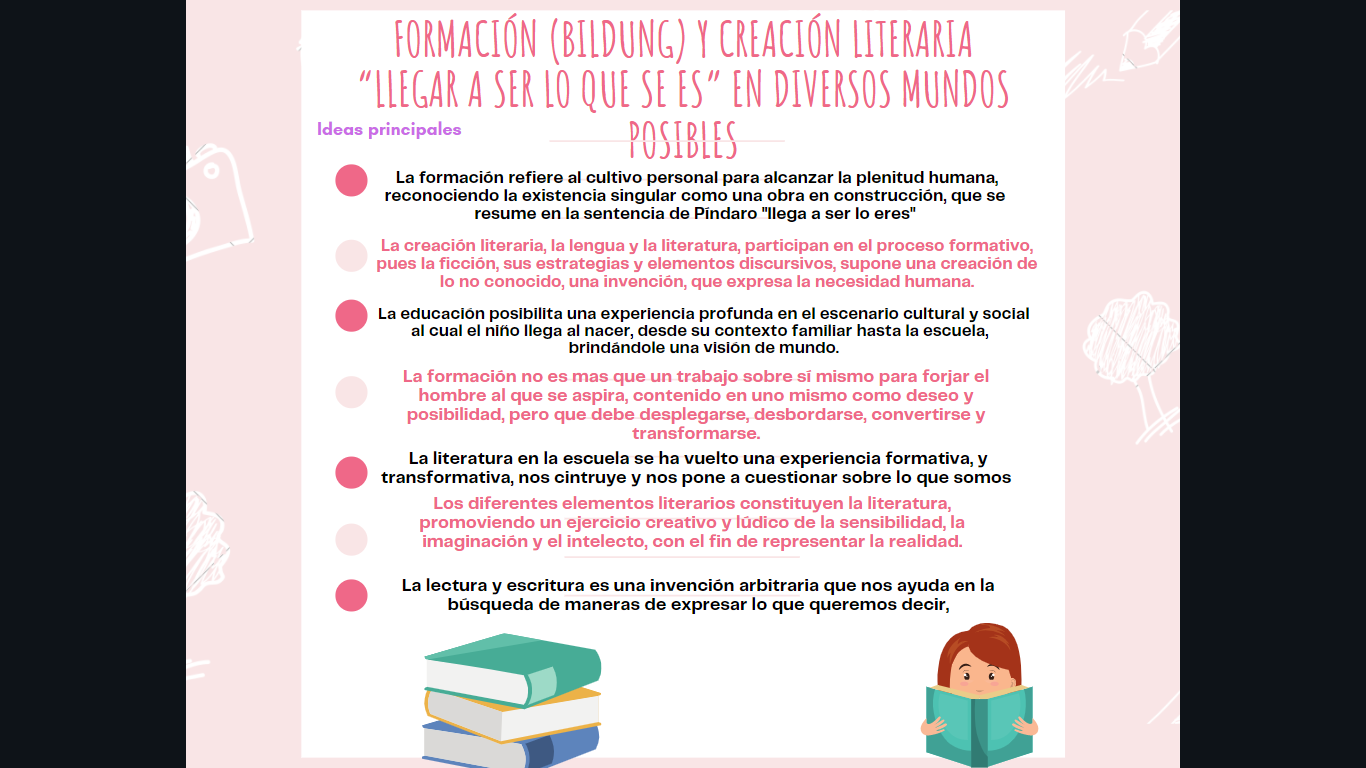 FORMACIÓN (BILDUNG) Y CREACIÓN LITERARIA
“LLEGAR A SER LO QUE SE ES” EN DIVERSOS MUNDOS
POSIBLES
Ideas principales
La formación refiere al cultivo personal para alcanzar la plenitud humana,
reconociendo la existencia singular como una obra en construcción, que se
resume en la sentencia de Píndaro "llega a ser lo eres"
La creación literaria, la lengua y la literatura, participan en el proceso formativo,
pues la ficción, sus estrategias y elementos discursivos, supone una creación de
lo no conocido, una invención, que expresa la necesidad humana.
La educación posibilita una experiencia profunda en el escenario cultural y social
al cual el niño llega al nacer, desde su contexto familiar hasta la escuela,
brindándole una visión de mundo.
La formación no es mas que un trabajo sobre sí mismo para forjar el
hombre al que se aspira, contenido en uno mismo como deseo y
posibilidad, pero que debe desplegarse, desbordarse, convertirse y
transformarse.
La literatura en la escuela se ha vuelto una experiencia formativa, y
transformativa, nos cintruye y nos pone a cuestionar sobre lo que somos
Los diferentes elementos literarios constituyen la literatura,
promoviendo un ejercicio creativo y lúdico de la sensibilidad, la
imaginación y el intelecto, con el fin de representar la realidad.
La lectura y escritura es una invención arbitraria que nos ayuda en la
búsqueda de maneras de expresar lo que queremos decir,